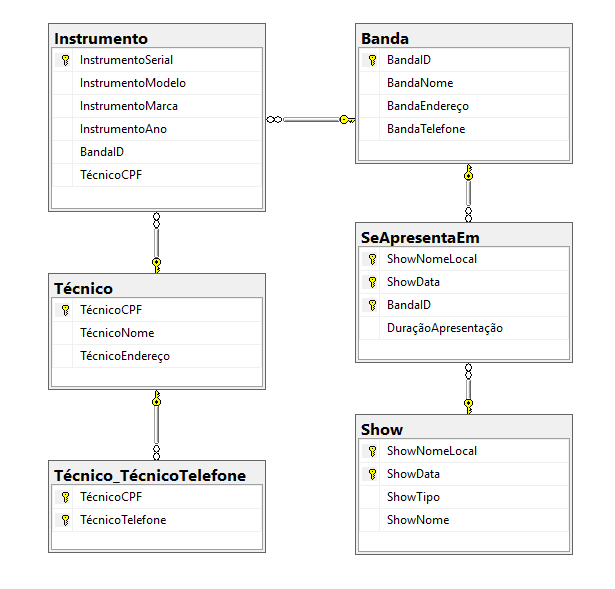 Instrumento
InstrumentoSerial
InstrumentoModelo
InstrumentoMarca
InstrumentoAno
BandaID
TécnicoCPF
Banda
BandaID
BandaNome
BandaEndereço
BandaTelefone
SeApresentaEm
ShowNomeLocal
ShowData
BandaID
DuraçãoApresentação
Técnico
TécnicoCPF
TécnicoNome
TécnicoEndereço
Show
ShowNomeLocal
ShowData
ShowTipo
ShowNome
Técnico_TécnicoTelefone
TécnicoCPF
TécnicoTelefone